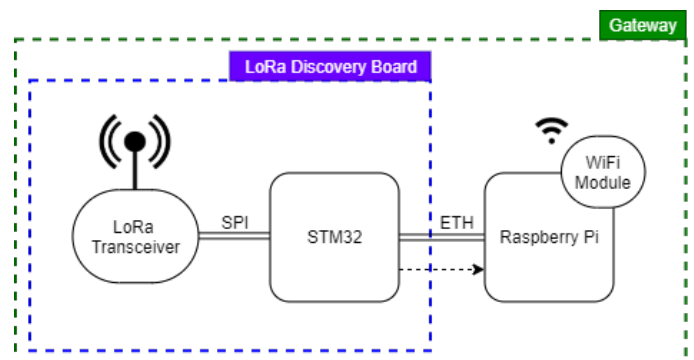 Gateway
LoRa Discovery Board
WiFi
Module
LoRa
Transceiver
SPI
STM32
ETH
Raspberry Pi